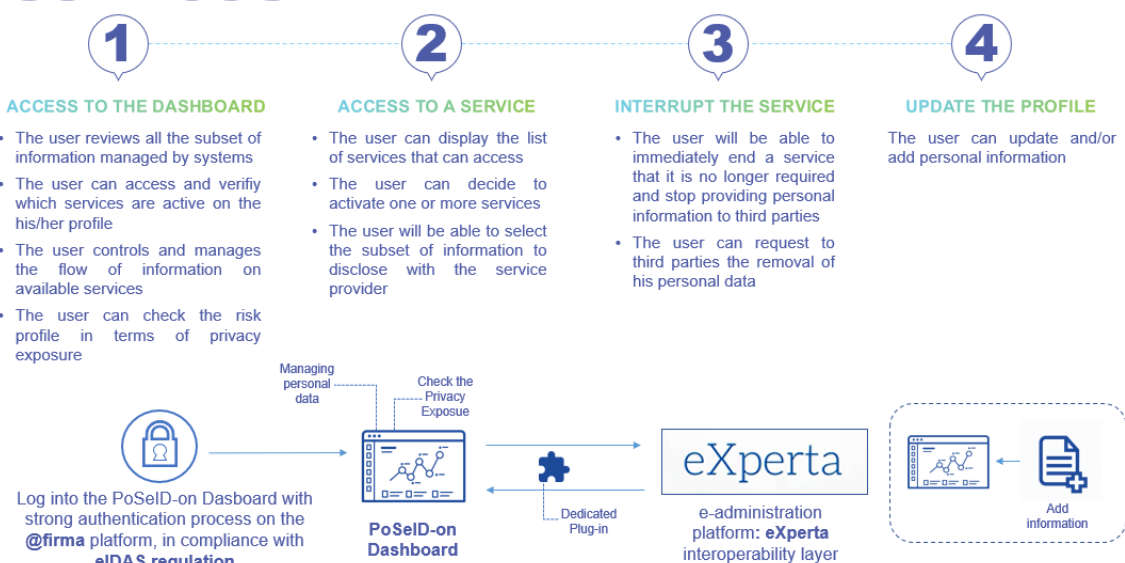 1
2
3
4
ACCESS TO THE DASHBOARD
• The user reviews all the subset of
information managed by systems
• The user can access and verifiy
which services are active on the
his/her profile
• The user controls and manages
the flow of information on
available services
• The user can check the risk
profile in terms of privacy
exposure
ACCESS TO A SERVICE
• The user can display the list
of services that can access
• The user can decide to
activate one or more services
• The user will be able to select
the subset of information to
disclose with the service
provider
INTERRUPT THE SERVICE
• The user will be able to
immediately end a service
that it is no longer required
and stop providing personal
information to third parties
• The user can request to
third parties the removal of
his personal data
UPDATE THE PROFILE
The user can update and/or
add personal information
Managing
personal
data
Check the
Privacy
Exposue
Log into the PoSeID-on Dasboard with
strong authentication process on the
@firma platform, in compliance with
eIDAS regulation
PoSeID-on
Dashboard
Dedicated
Plug-in
eXperta
e-administration
platform: eXperta
interoperability layer
Add
information